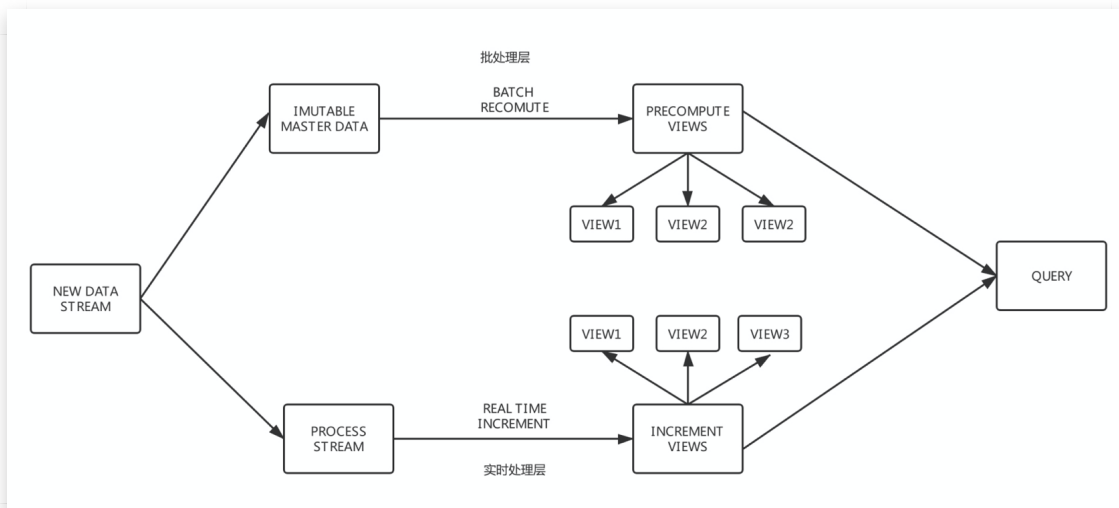 批处理层
BATCH
RECOMUTE
IMUTABLE
MASTER DATA
PRECOMPUTE
VIEWS
VIEW1
VIEW2
VIEW2
NEW DATA
STREAM
QUERY
VIEW1
VIEW2
VIEW3
REAL TIME
INCREMENT
PROCESS
STREAM
INCREMENT
VIEWS
实时处理层